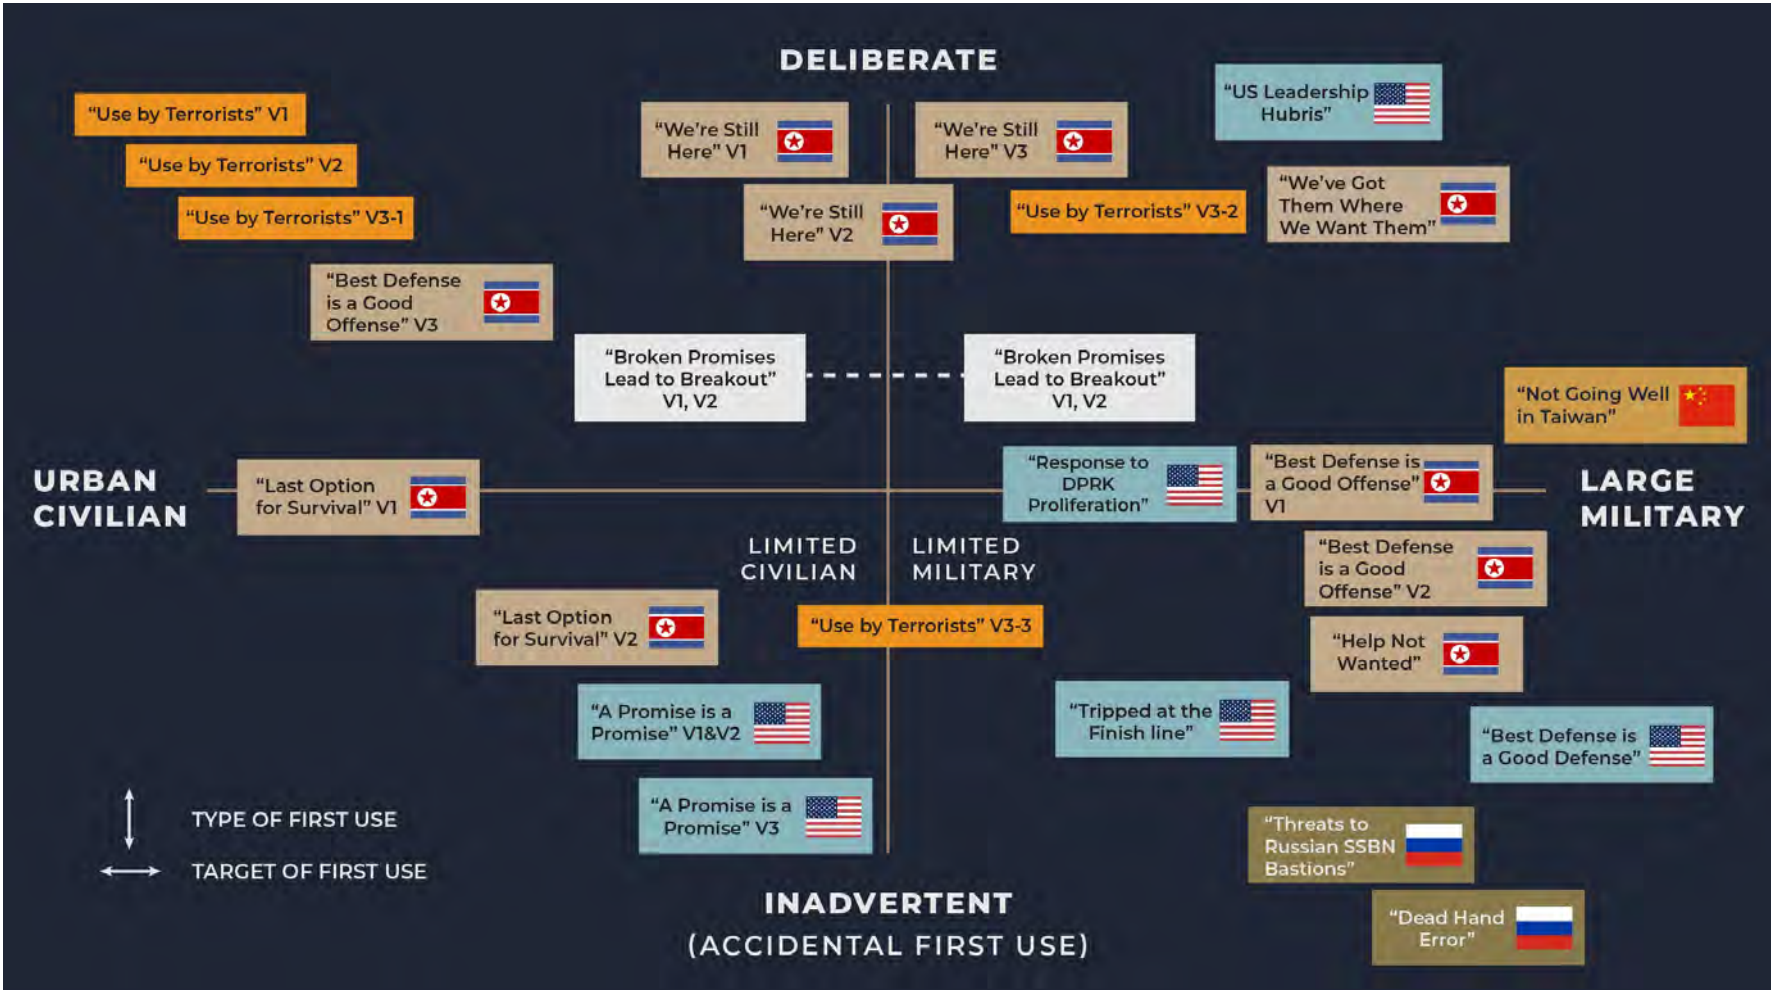 DELIBERATE
“Use by Terrorists” V1
“Use by Terrorists” V2
“Use by Terrorists” V3-1
“We’re Still
Here” V1
“We’re Still
Here” V2
“We’re Still
Here” V3
“US Leadership
Hubris”
“Use by Terrorists” V3-2
“We’ve Got
Them Where
We Want Them”
“Best Defense
is a Good
Offense” V3
“Broken Promises
Lead to Breakout”
V1, V2
“Broken Promises
Lead to Breakout”
V1, V2
“Not Going Well
in Taiwan”
URBAN
CIVILIAN
“Last Option
for Survival” V1
“Response to
DPRK
Proliferation”
“Best Defense is
a Good Offense”
V1
LARGE
MILITARY
LIMITED
CIVILIAN
LIMITED
MILITARY
“Best Defense
is a Good
Offense” V2
“Last Option
for Survival” V2
“Use by Terrorists” V3-3
“Help Not
Wanted”
“A Promise is a
Promise” V1&V2
“Tripped at the
Finish line”
“Best Defense is
a Good Defense”
“A Promise is a
Promise” V3
“Threats to
Russian SSBN
Bastions”
“Dead Hand
Error”
TYPE OF FIRST USE
TARGET OF FIRST USE
INADVERTENT
(ACCIDENTAL FIRST USE)